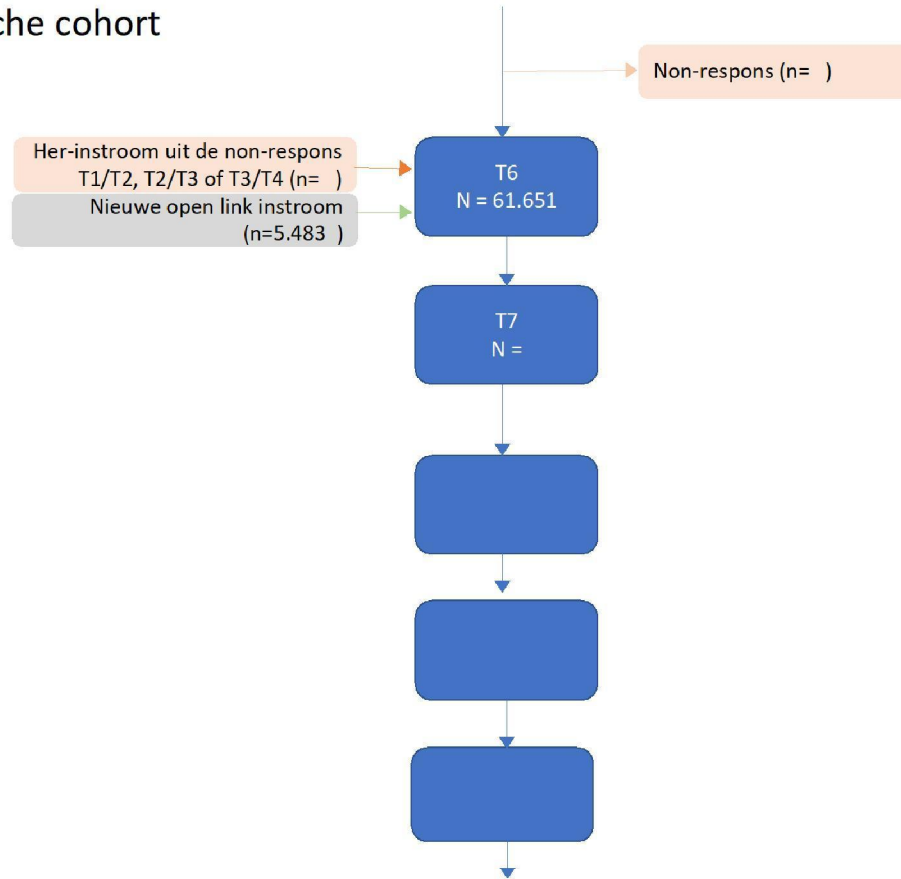 che cohort
Non-respons (n=   )
Her-instroom uit de non-respons
T1/T2, T2/T3 of T3/T4 (n=   )
Nieuwe open link instroom
(n=5.483  )
T6
N = 61.651
T7
N =